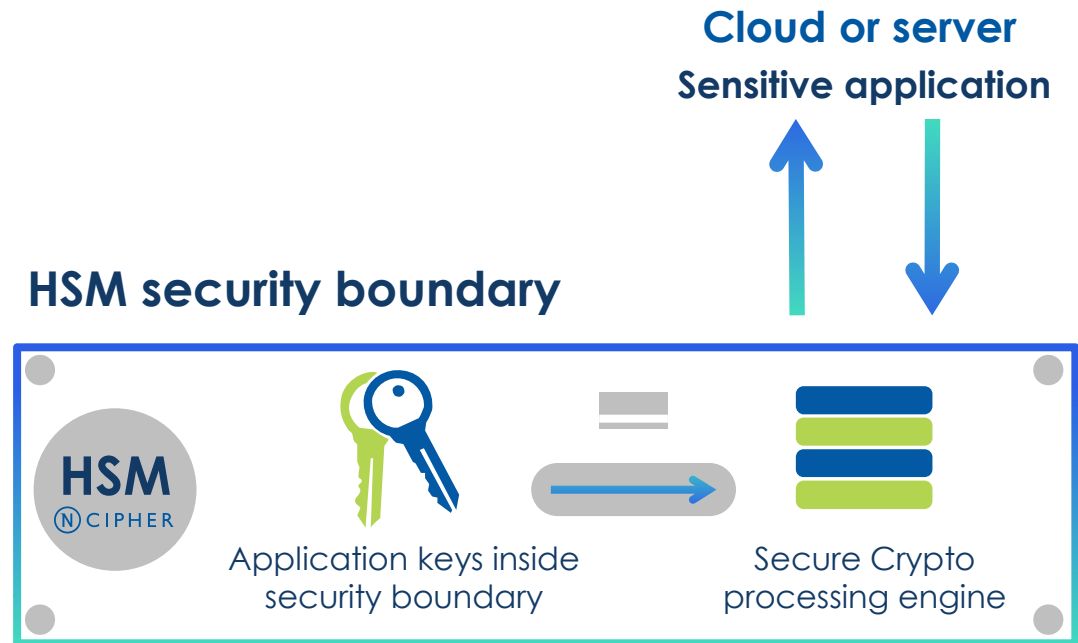 Cloud or server
Sensitive application
HSM security boundary
HSM
N CIPHER
Application keys inside
security boundary
Secure Crypto
processing engine